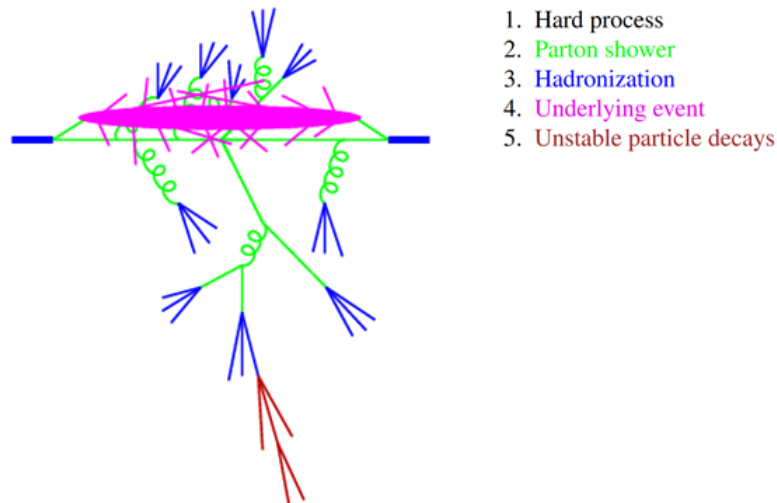 1. Hard process
2. Parton shower
3. Hadronization
4. Underlying event
5. Unstable particle decays